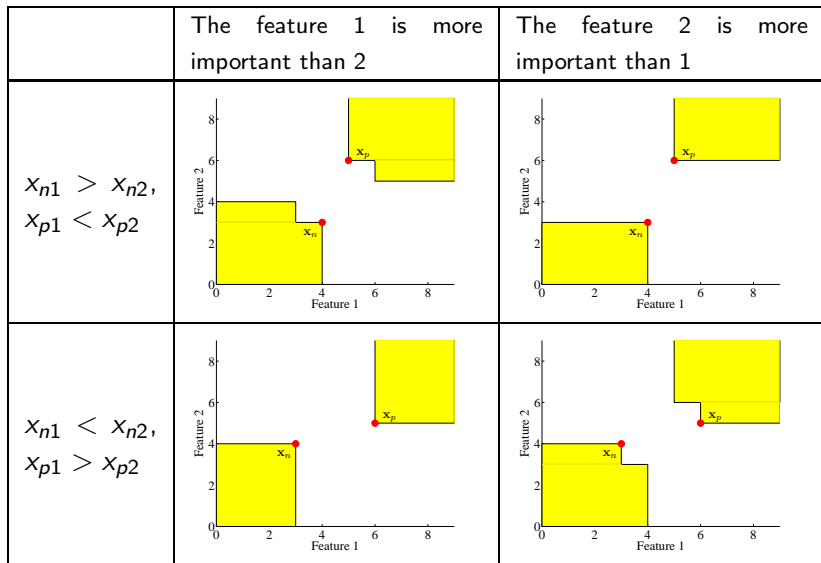 The feature 1 is more
important than 2
The feature 2 is more
important than 1
x_{n1} > x_{n2},
x_{p1} < x_{p2}
8
6
4
2
0
Feature 2
x_p
x_n
0 2 4 6 8
Feature 1
8
6
4
2
0
Feature 2
x_p
x_n
0 2 4 6 8
Feature 1
x_{n1} < x_{n2},
x_{p1} > x_{p2}
8
6
4
2
0
Feature 2
x_p
x_n
0 2 4 6 8
Feature 1
8
6
4
2
0
Feature 2
x_p
x_n
0 2 4 6 8
Feature 1